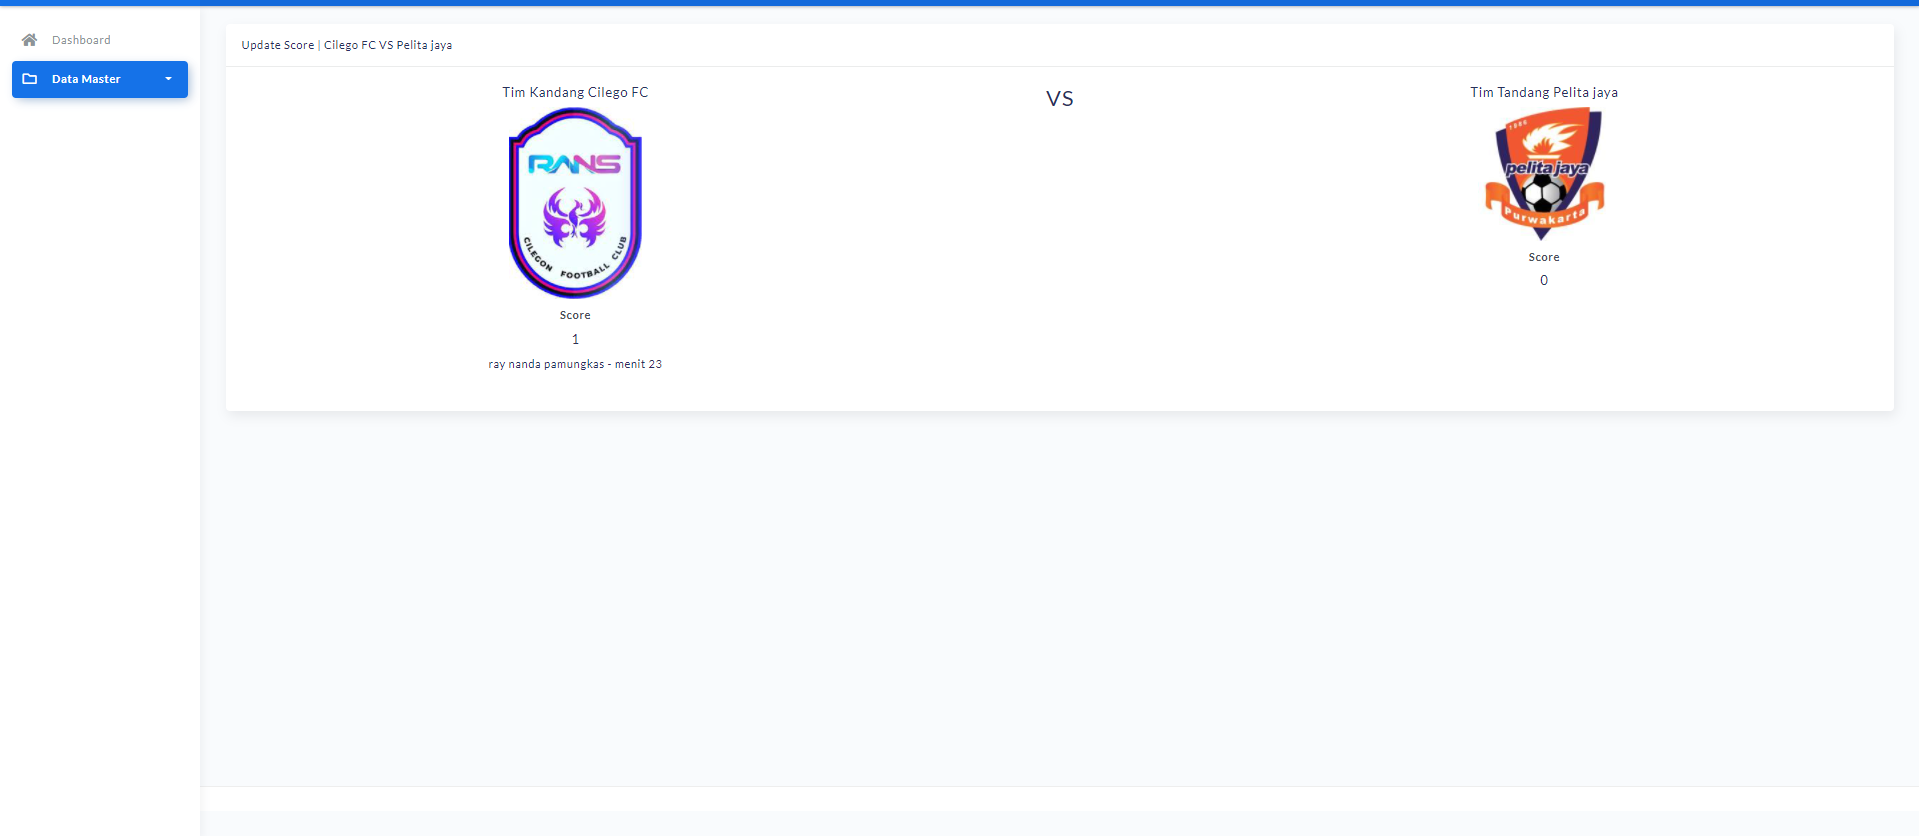 Dashboard
Data Master
Update Score | Cilego FC VS Pelita jaya
Tim Kandang Cilego FC
RANS
CILEGON FOOTBALL CLUB
Score
1
ray nanda pamungkas - menit 23
VS
Tim Tandang Pelita jaya
1986
pelita jaya
Purwakarta
Score
0